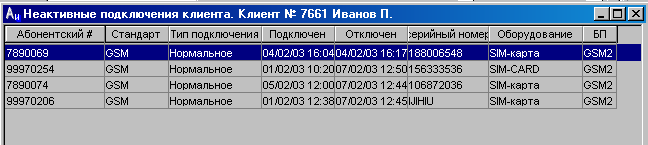 Ац Неактивные подключения клиента. Клиент № 7661 Иванов П.
Абонентский # Стандарт Тип подключения Подключен Отключен серийный номер Оборудование БП
7890069 GSM Нормальное 04/02/03 16:04 04/02/03 16:17 188006548 SIM-карта GSM2
99970254 GSM Нормальное 01/02/03 10:20 07/02/03 12:50 156333536 SIM-CARD GSM2
7890074 GSM Нормальное 05/02/03 12:00 07/02/03 12:44 106872036 SIM-карта GSM2
99970206 GSM Нормальное 01/02/03 12:38 07/02/03 12:45 SIM-карта GSM2